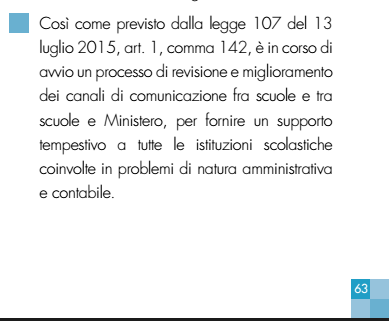 Così come previsto dalla legge 107 del 13
luglio 2015, art. 1, comma 142, è in corso di
avvio un processo di revisione e miglioramento
dei canali di comunicazione fra scuole e tra
scuole e Ministero, per fornire un supporto
tempestivo a tutte le istituzioni scolastiche
coinvolte in problemi di natura amministrativa
e contabile.
63